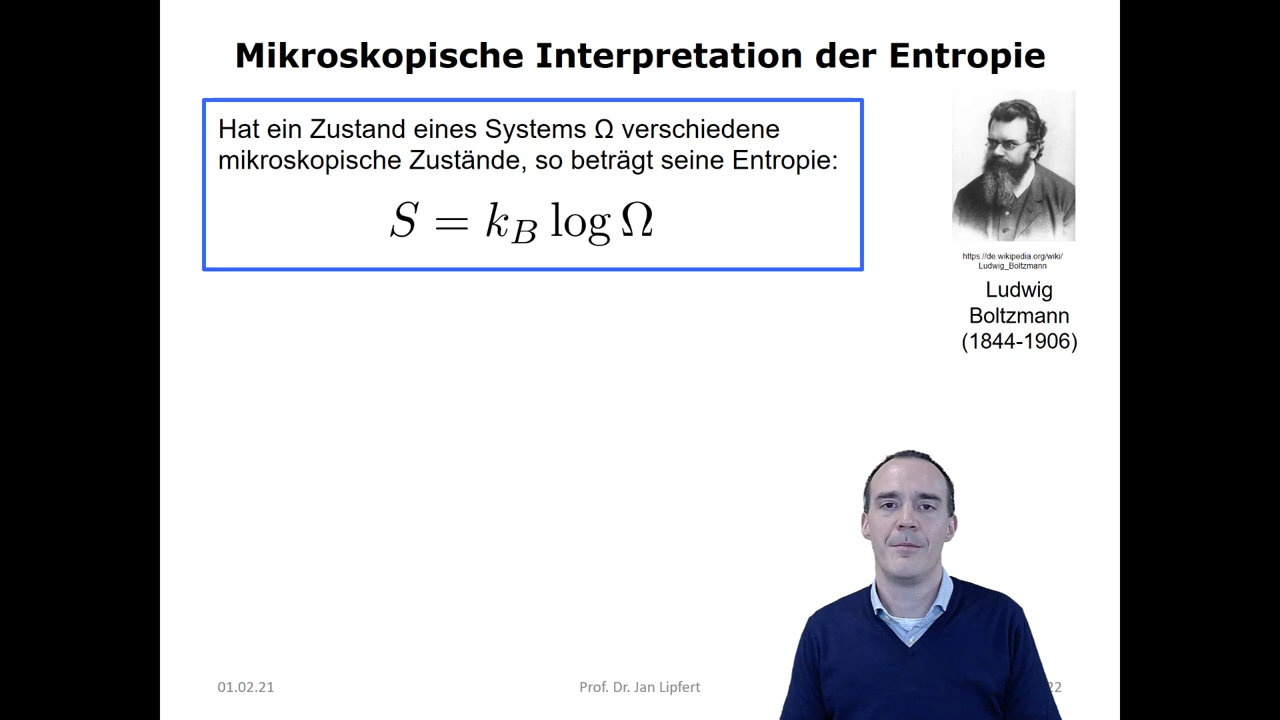 Mikroskopische Interpretation der Entropie
Hat ein Zustand eines Systems Ω verschiedene
mikroskopische Zustände, so beträgt seine Entropie:
S = k_B log Ω
https://de.wikipedia.org/wiki/
Ludwig_Boltzmann
Ludwig
Boltzmann
(1844-1906)
01.02.21
Prof. Dr. Jan Lipfert
22